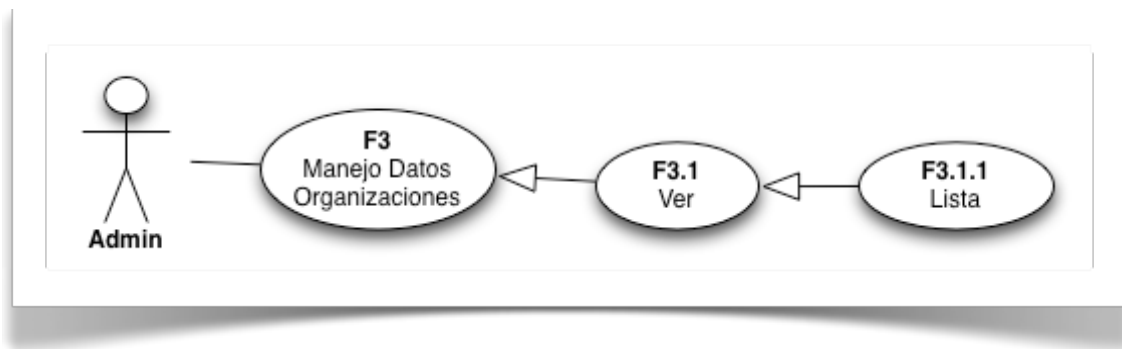 F3
Manejo Datos
Organizaciones
F3.1
Ver
F3.1.1
Lista
Admin